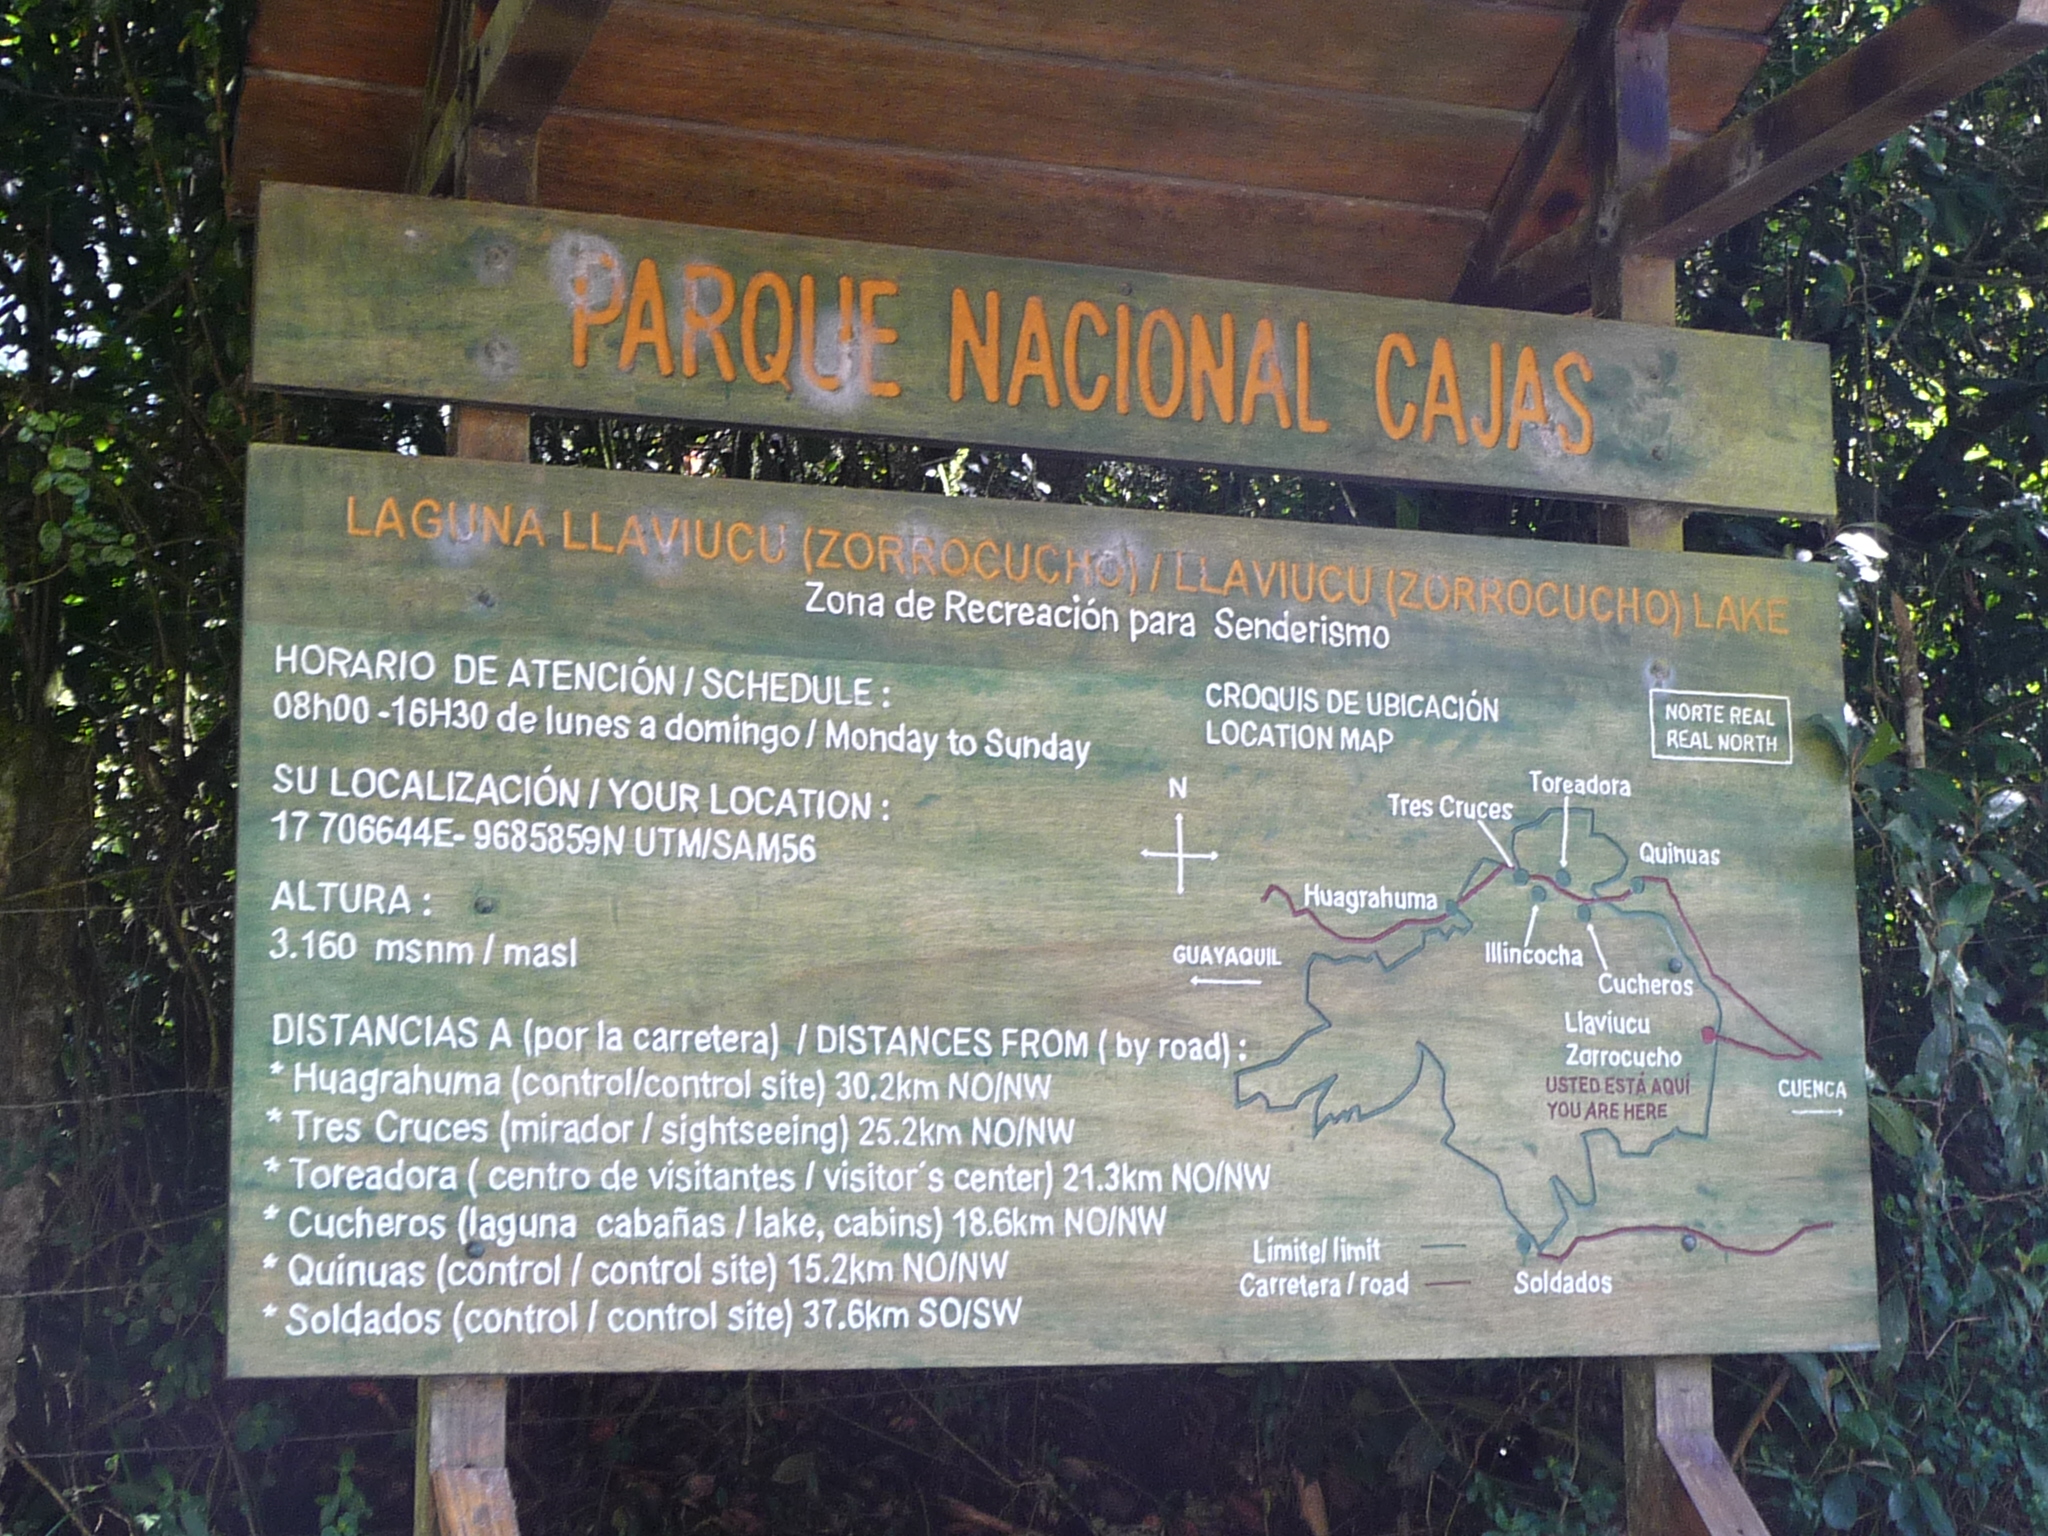 PARQUE NACIONAL CAJAS
LAGUNA LLAVIUCU (ZORROCUCHO) / LLAVIUCU (ZORROCUCHO) LAKE
Zona de Recreación para Senderismo
HORARIO DE ATENCIÓN / SCHEDULE :
08h00 -16H30 de lunes a domingo / Monday to Sunday
SU LOCALIZACIÓN / YOUR LOCATION :
17 706644E- 9685859N UTM/SAM56
ALTURA :
3.160 msnm / masl
DISTANCIAS A (por la carretera) / DISTANCES FROM ( by road) :
* Huagrahuma (control/control site) 30.2km NO/NW
* Tres Cruces (mirador / sightseeing) 25.2km NO/NW
* Toreadora ( centro de visitantes / visitor´s center) 21.3km NO/NW
* Cucheros (laguna cabañas / lake, cabins) 18.6km NO/NW
* Quinuas (control / control site) 15.2km NO/NW
* Soldados (control / control site) 37.6km SO/SW
CROQUIS DE UBICACIÓN
LOCATION MAP
NORTE REAL
REAL NORTH
N
Toreadora
Tres Cruces
Quinuas
Huagrahuma
Illincocha
GUAYAQUIL
Cucheros
Llaviucu
Zorrocucho
USTED ESTÁ AQUÍ
YOU ARE HERE
CUENCA
Límite/ limit
Carretera / road
Soldados